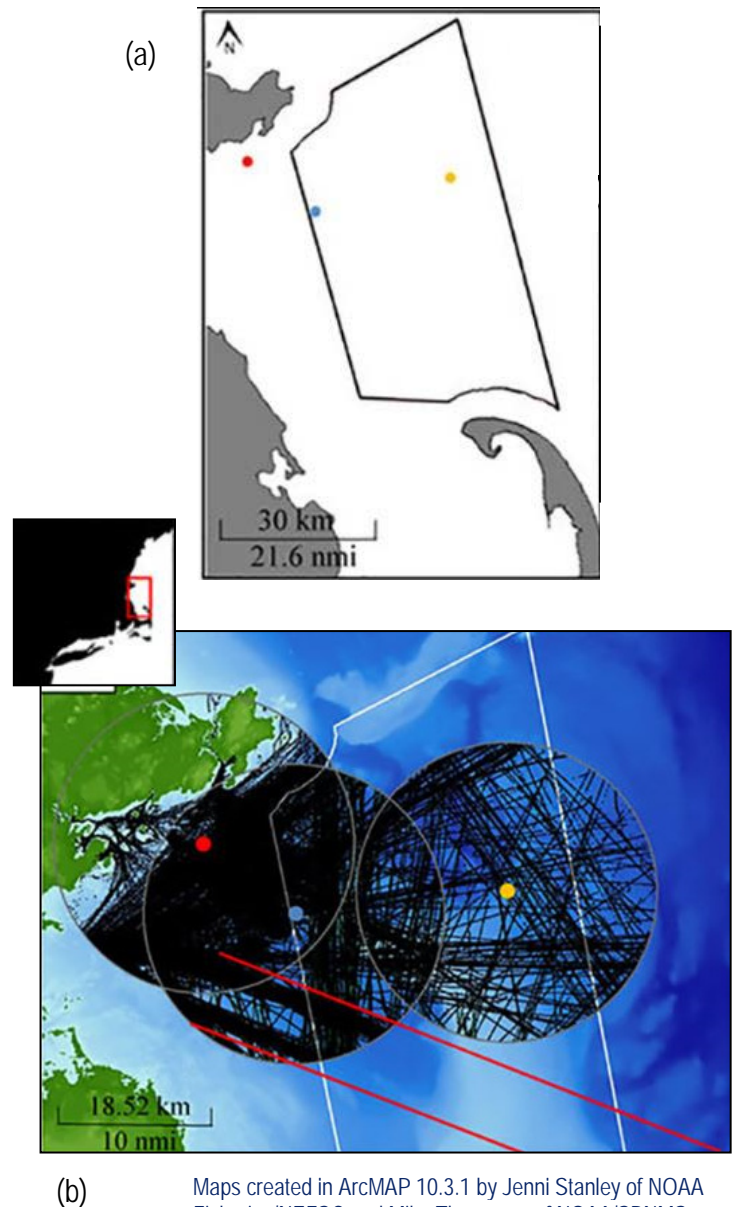 (a)
N
30 km
21.6 nmi
18.52 km
10 nmi
(b)
Maps created in ArcMAP 10.3.1 by Jenni Stanley of NOAA